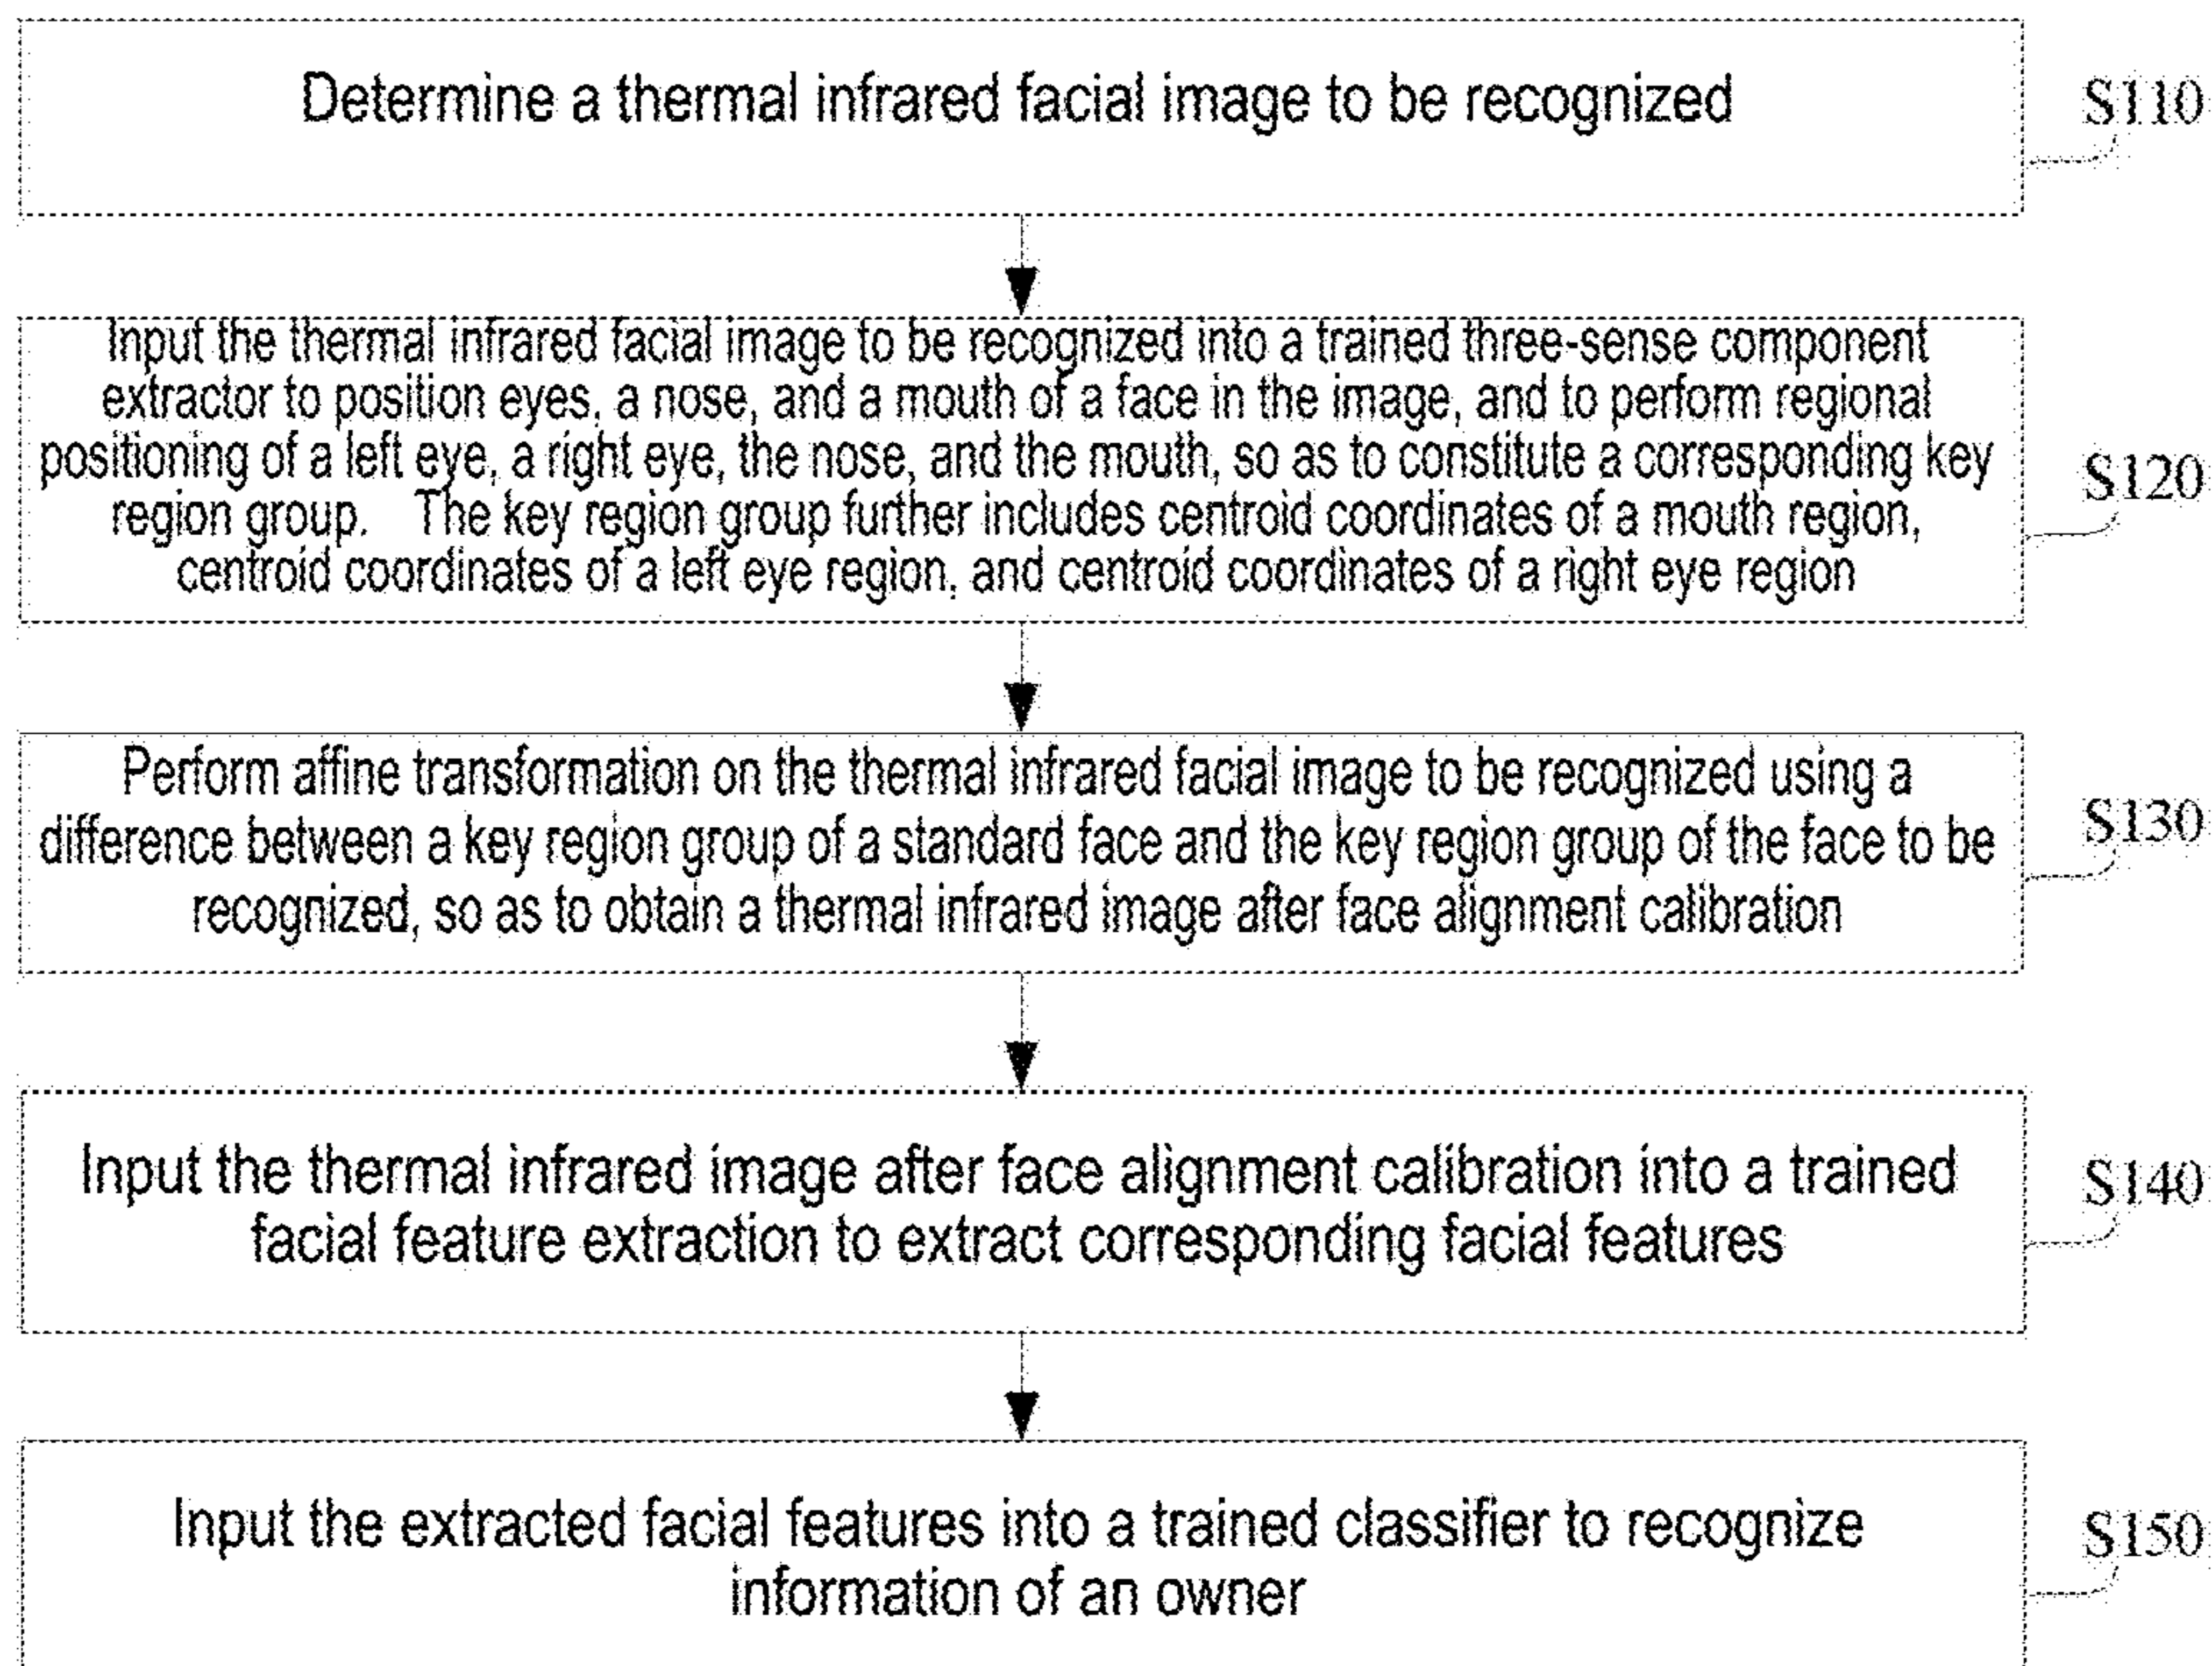 Determine a thermal infrared facial image to be recognized
S110
Input the thermal infrared facial image to be recognized into a trained three-sense component
extractor to position eyes, a nose, and a mouth of a face in the image, and to perform regional
positioning of a left eye, a right eye, the nose, and the mouth, so as to constitute a corresponding key
region group. The key region group further includes centroid coordinates of a mouth region,
centroid coordinates of a left eye region, and centroid coordinates of a right eye region
S120
Perform affine transformation on the thermal infrared facial image to be recognized using a
difference between a key region group of a standard face and the key region group of the face to be
recognized, so as to obtain a thermal infrared image after face alignment calibration
S130
Input the thermal infrared image after face alignment calibration into a trained
facial feature extraction to extract corresponding facial features
S140
Input the extracted facial features into a trained classifier to recognize
information of an owner
S150